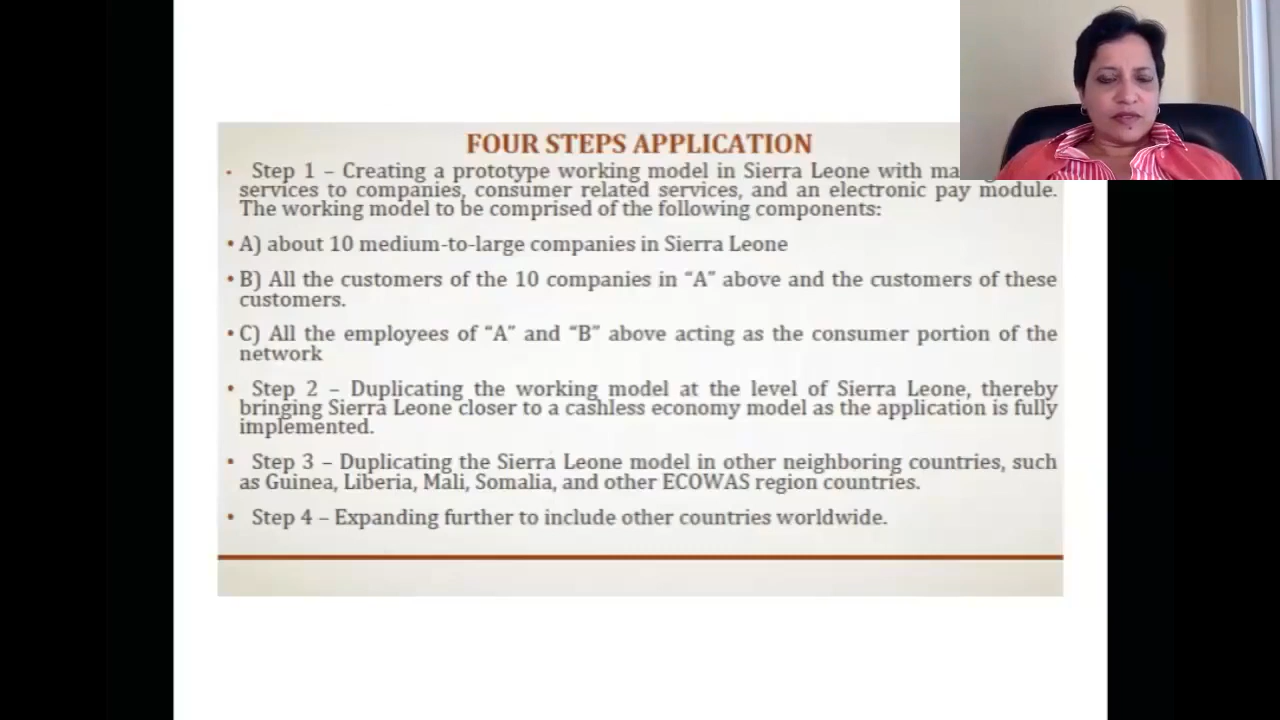 FOUR STEPS APPLICATION
• Step 1 – Creating a prototype working model in Sierra Leone with
services to companies, consumer related services, and an electronic pay module.
The working model to be comprised of the following components:
• A) about 10 medium-to-large companies in Sierra Leone
• B) All the customers of the 10 companies in “A” above and the customers of these
customers.
• C) All the employees of “A” and “B” above acting as the consumer portion of the
network
• Step 2 – Duplicating the working model at the level of Sierra Leone, thereby
bringing Sierra Leone closer to a cashless economy model as the application is fully
implemented.
• Step 3 – Duplicating the Sierra Leone model in other neighboring countries, such
as Guinea, Liberia, Mali, Somalia, and other ECOWAS region countries.
• Step 4 – Expanding further to include other countries worldwide.